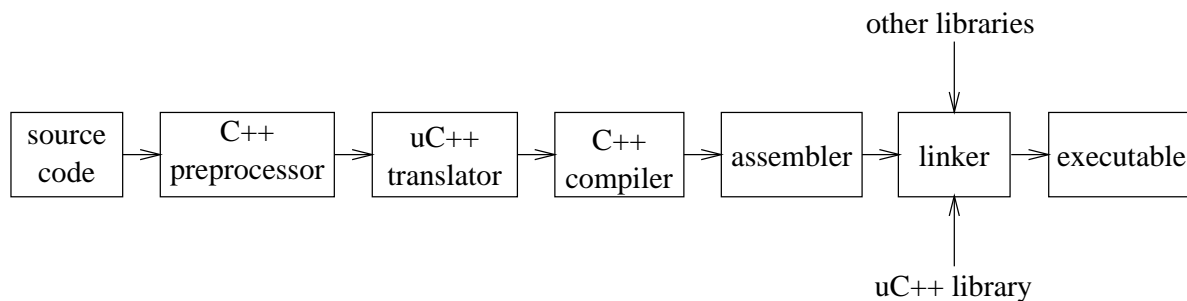 other libraries
source
code
C++
preprocessor
uC++
translator
C++
compiler
assembler
linker
executable
uC++ library